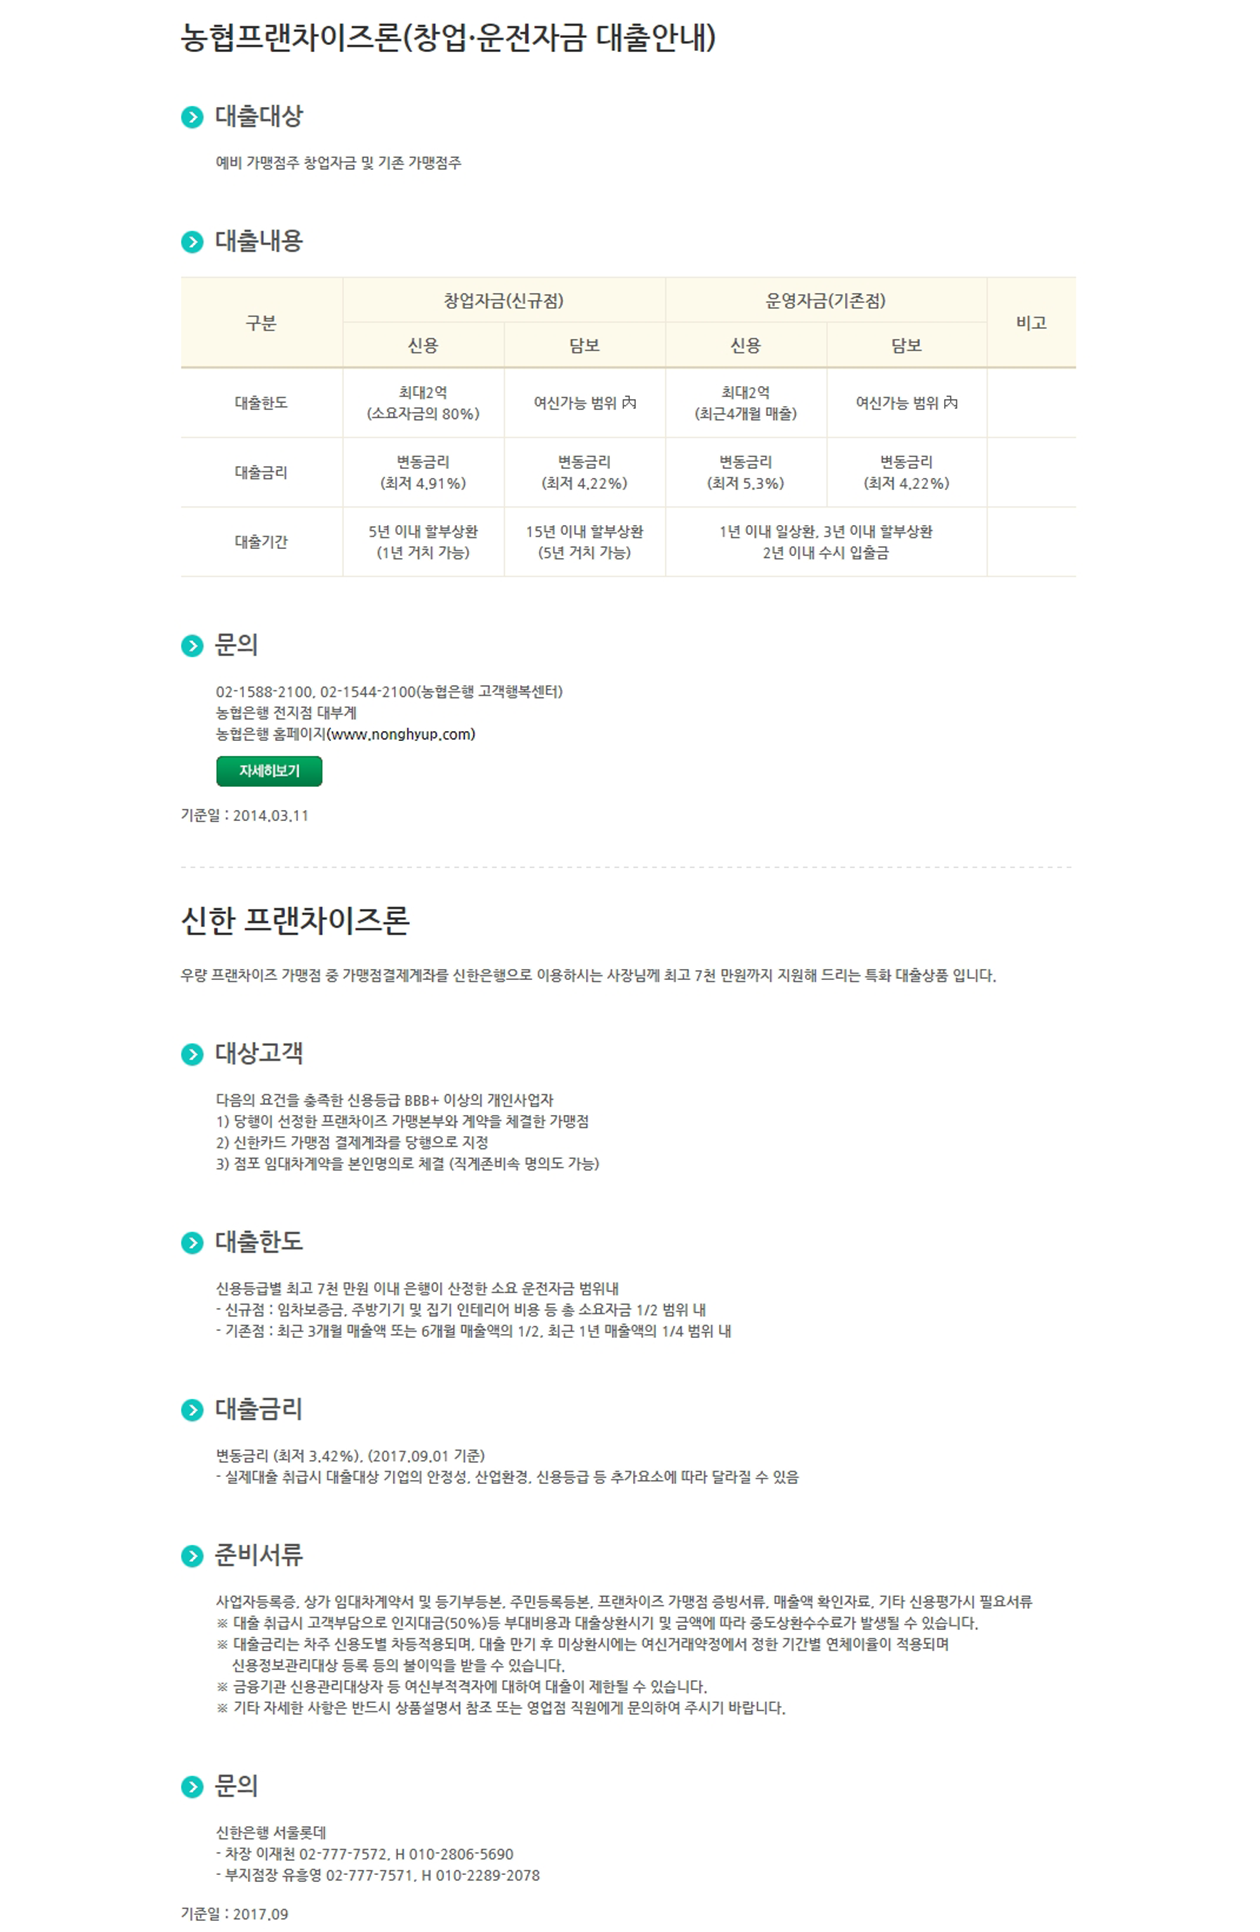 농협프랜차이즈론(창업·운전자금 대출안내)
대출대상
예비 가맹점주 창업자금 및 기존 가맹점주
대출내용
구분 창업자금(신규점) 운영자금(기존점) 비고
신용 담보 신용 담보
대출한도 최대2억 (소요자금의 80%) 여신가능 범위 內 최대2억 (최근4개월 매출) 여신가능 범위 內
대출금리 변동금리 (최저 4.91%) 변동금리 (최저 4.22%) 변동금리 (최저 5.3%) 변동금리 (최저 4.22%)
대출기간 5년 이내 할부상환 (1년 거치 가능) 15년 이내 할부상환 (5년 거치 가능) 1년 이내 일상환, 3년 이내 할부상환 2년 이내 수시 입출금
문의
02-1588-2100, 02-1544-2100(농협은행 고객행복센터)
농협은행 전지점 대부계
농협은행 홈페이지(www.nonghyup.com)
자세히보기
기준일 : 2014.03.11
신한 프랜차이즈론
우량 프랜차이즈 가맹점 중 가맹점결제계좌를 신한은행으로 이용하시는 사장님께 최고 7천 만원까지 지원해 드리는 특화 대출상품 입니다.
대상고객
다음의 요건을 충족한 신용등급 BBB+ 이상의 개인사업자
1) 당행이 선정한 프랜차이즈 가맹본부와 계약을 체결한 가맹점
2) 신한카드 가맹점 결제계좌를 당행으로 지정
3) 점포 임대차계약을 본인명의로 체결 (직계존비속 명의도 가능)
대출한도
신용등급별 최고 7천 만원 이내 은행이 산정한 소요 운전자금 범위내
- 신규점 : 임차보증금, 주방기기 및 집기 인테리어 비용 등 총 소요자금 1/2 범위 내
- 기존점 : 최근 3개월 매출액 또는 6개월 매출액의 1/2, 최근 1년 매출액의 1/4 범위 내
대출금리
변동금리 (최저 3.42%), (2017.09.01 기준)
- 실제대출 취급시 대출대상 기업의 안정성, 산업환경, 신용등급 등 추가요소에 따라 달라질 수 있음
준비서류
사업자등록증, 상가 임대차계약서 및 등기부등본, 주민등록등본, 프랜차이즈 가맹점 증빙서류, 매출액 확인자료, 기타 신용평가시 필요서류
※ 대출 취급시 고객부담으로 인지대금(50%)등 부대비용과 대출상환시기 및 금액에 따라 중도상환수수료가 발생될 수 있습니다.
※ 대출금리는 차주 신용도별 차등적용되며, 대출 만기 후 미상환시에는 여신거래약정에서 정한 기간별 연체이율이 적용되며
신용정보관리대상 등록 등의 불이익을 받을 수 있습니다.
※ 금융기관 신용관리대상자 등 여신부적격자에 대하여 대출이 제한될 수 있습니다.
※ 기타 자세한 사항은 반드시 상품설명서 참조 또는 영업점 직원에게 문의하여 주시기 바랍니다.
문의
신한은행 서울롯데
- 차장 이재천 02-777-7572, H 010-2806-5690
- 부지점장 유흥영 02-777-7571, H 010-2289-2078
기준일 : 2017.09